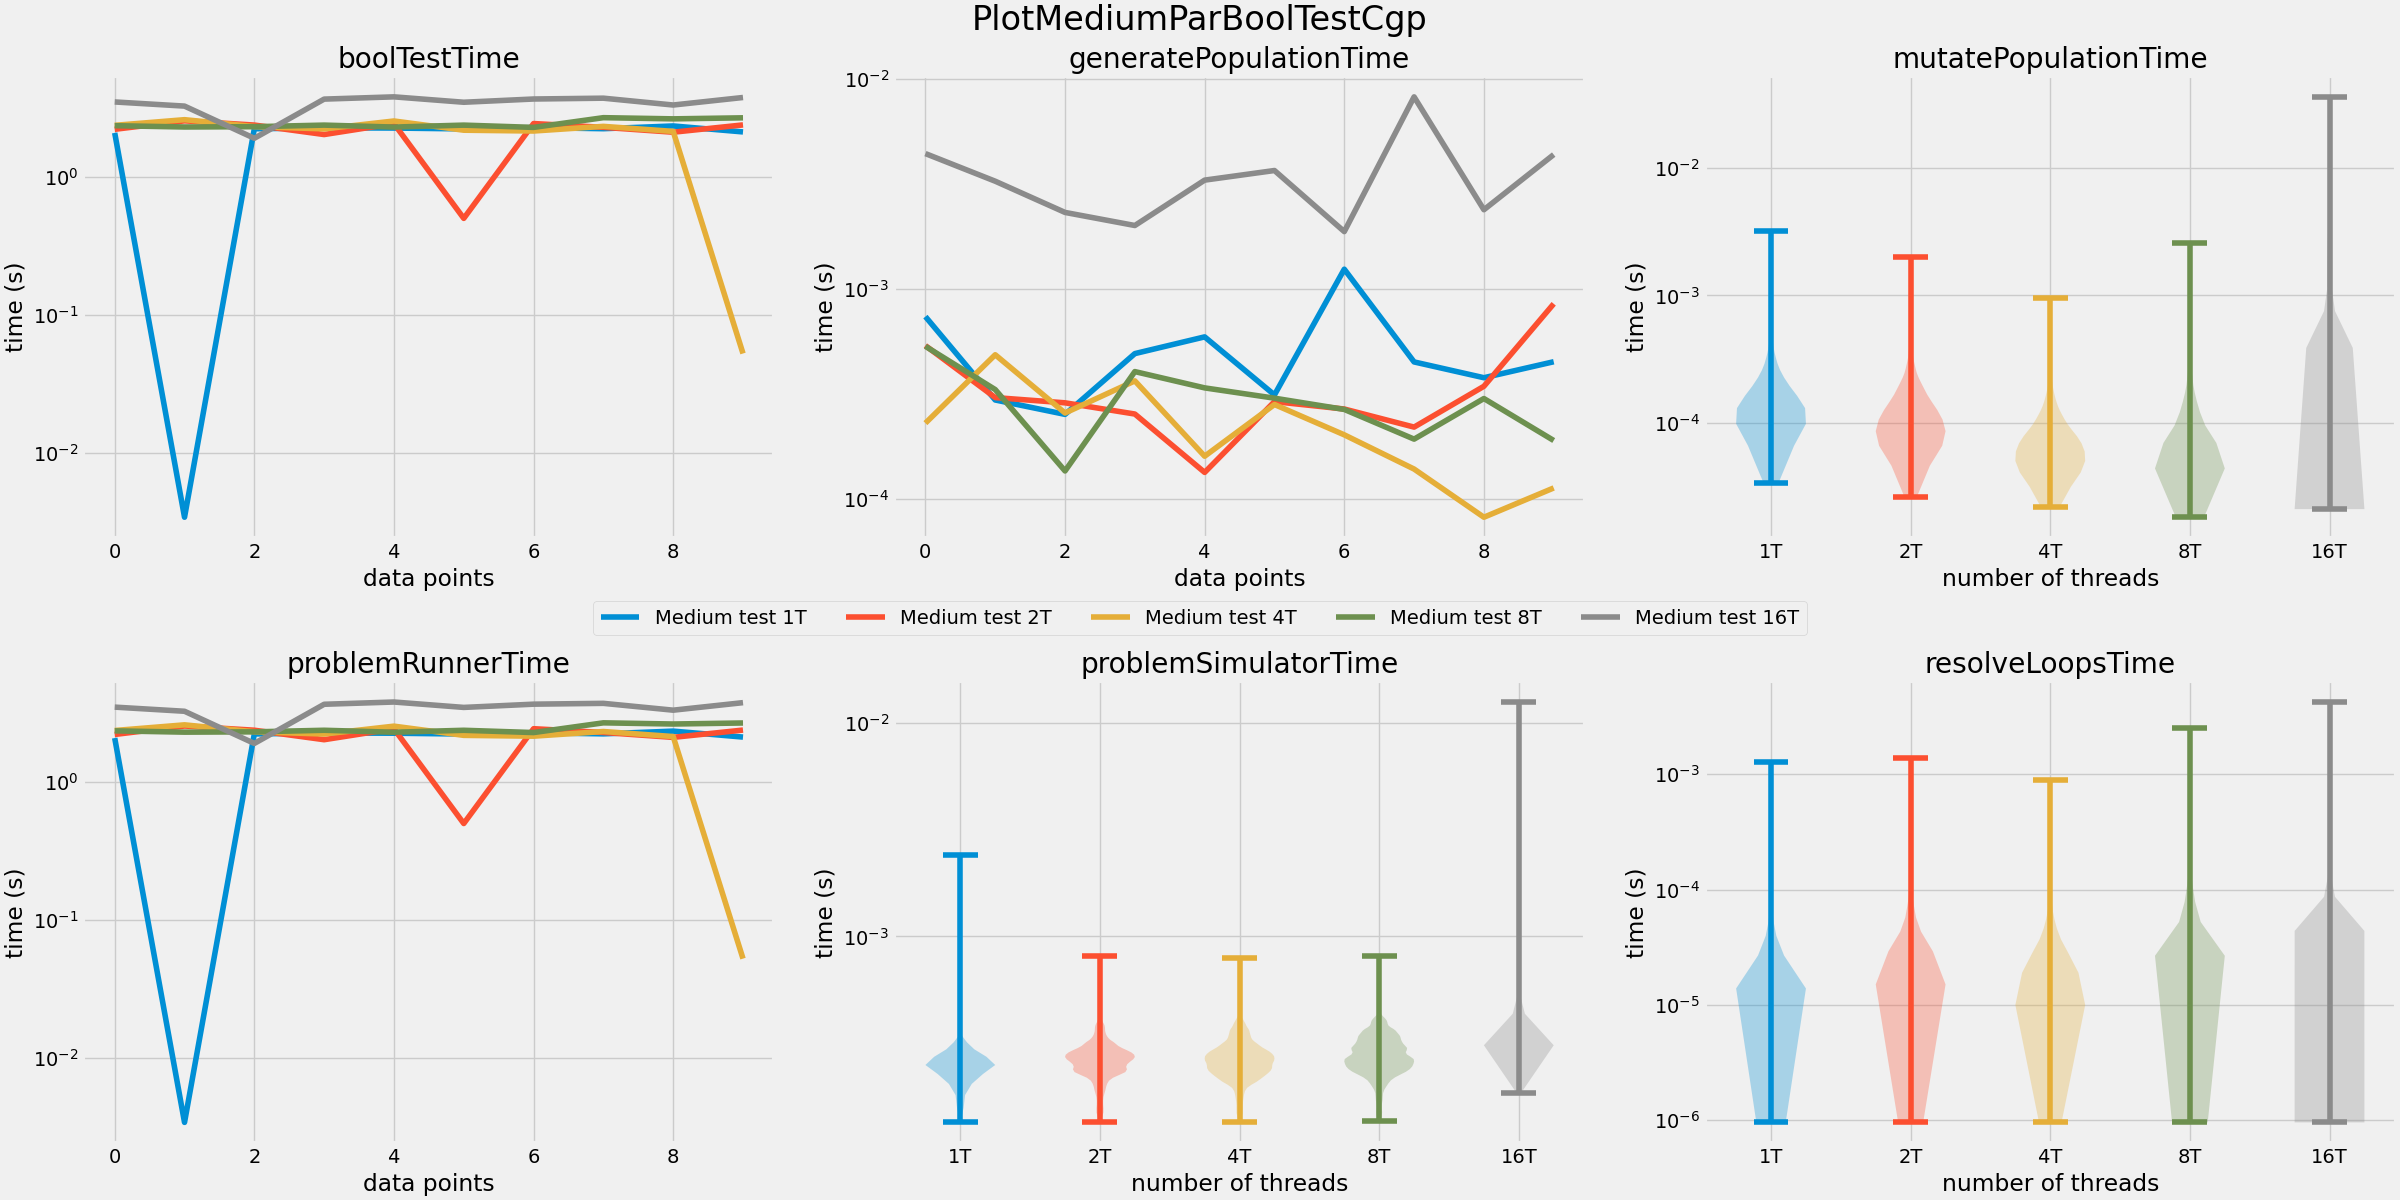 PlotMediumParBoolTestCgp
boolTestTime
time (s)
10⁰
10⁻¹
10⁻²
0 2 4 6 8
data points
generatePopulationTime
time (s)
10⁻²
10⁻³
10⁻⁴
0 2 4 6 8
data points
mutatePopulationTime
time (s)
10⁻²
10⁻³
10⁻⁴
1T 2T 4T 8T 16T
number of threads
Medium test 1T Medium test 2T Medium test 4T Medium test 8T Medium test 16T
problemRunnerTime
time (s)
10⁰
10⁻¹
10⁻²
0 2 4 6 8
data points
problemSimulatorTime
time (s)
10⁻²
10⁻³
1T 2T 4T 8T 16T
number of threads
resolveLoopsTime
time (s)
10⁻³
10⁻⁴
10⁻⁵
10⁻⁶
1T 2T 4T 8T 16T
number of threads